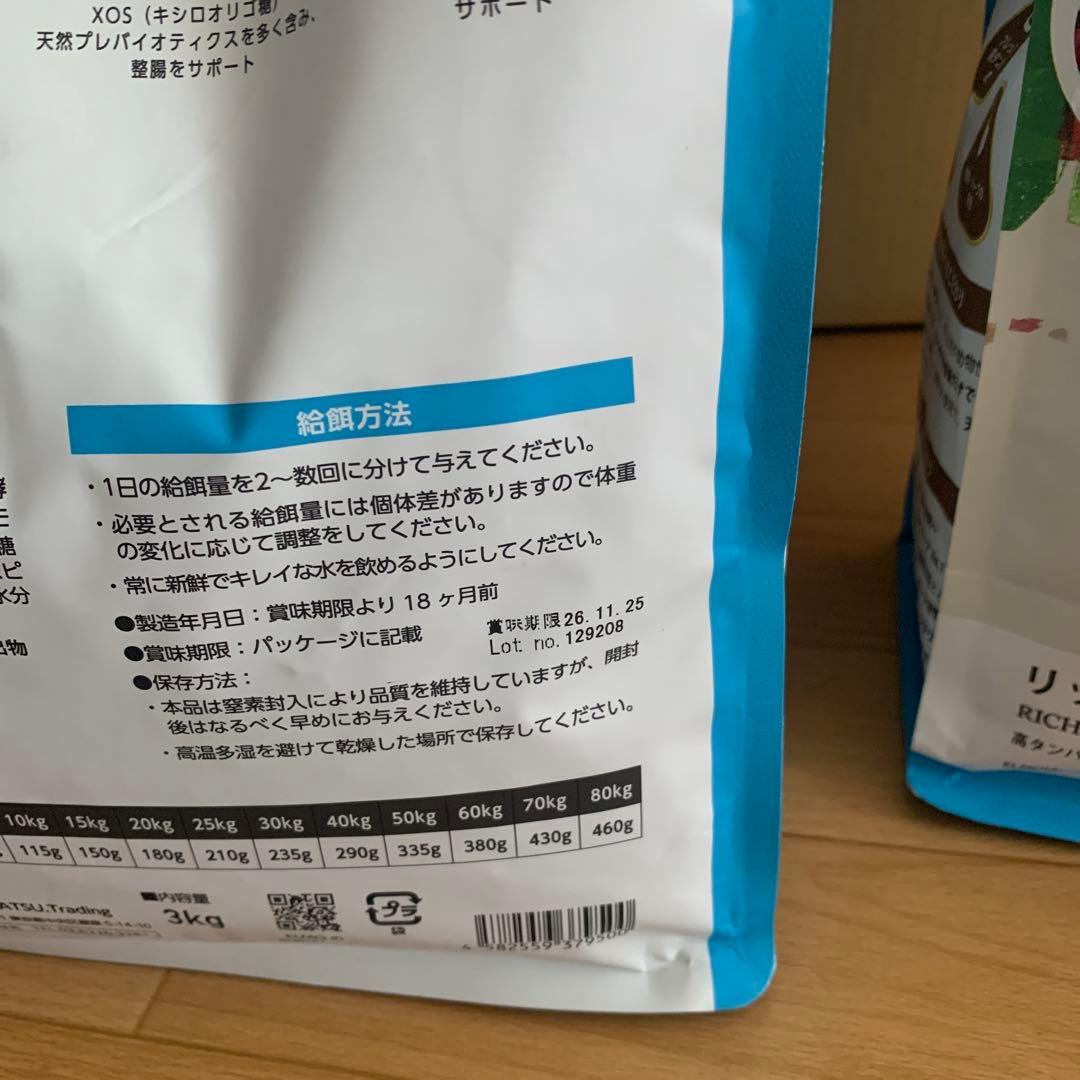 XOS（キシロオリゴ糖）
天然プレバイオティクスを多く含み、
整腸をサポート
サポート
給餌方法
・1日の給餌量を2〜数回に分けて与えてください。
・必要とされる給餌量には個体差がありますので体重
の変化に応じて調整をしてください。
・常に新鮮でキレイな水を飲めるようにしてください。
●製造年月日：賞味期限より 18 ヶ月前
●賞味期限：パッケージに記載
賞味期限 26. 11. 25
Lot: no. 129208
●保存方法：
・本品は窒素封入により品質を維持していますが、開封
後はなるべく早めにお与えください。
・高温多湿を避けて乾燥した場所で保存してください。
10kg 15kg 20kg 25kg 30kg 40kg 50kg 60kg 70kg 80kg
115g 150g 180g 210g 235g 290g 335g 380g 430g 460g
ATSU.Trading
■内容量
3kg
プラ
袋
糖
ピ
水分
出物
リッ
RICH
高タンパ